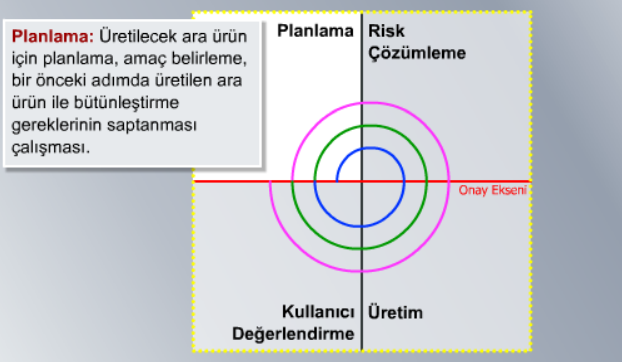 Planlama: Üretilecek ara ürün
için planlama, amaç belirleme,
bir önceki adımda üretilen ara
ürün ile bütünleştirme
gereklerinin saptanması
çalışması.
Planlama
Risk
Çözümleme
Onay Ekseni
Kullanıcı
Değerlendirme
Üretim